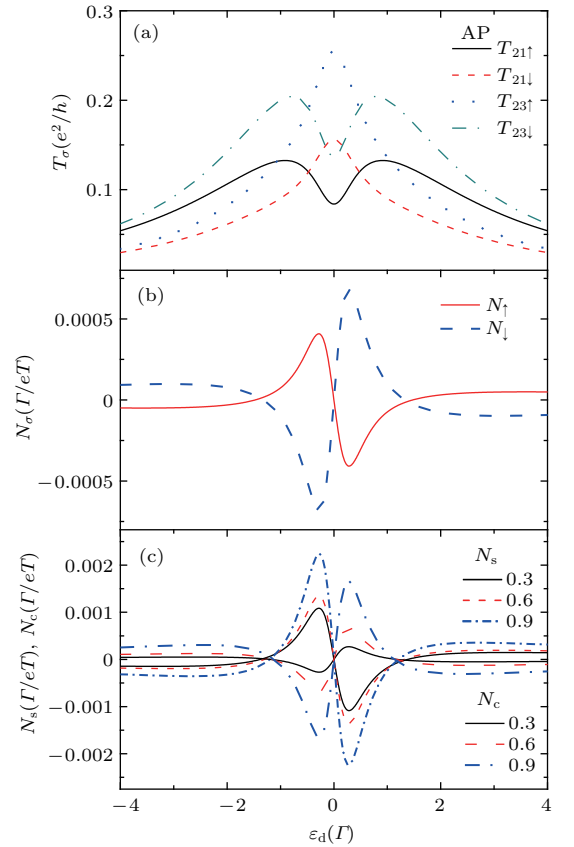 (a)
AP
T21↑
T21↓
T23↑
T23↓
0.3
0.2
0.1
Tσ(e²/h)
(b)
N↑
N↓
0.0005
0
−0.0005
Nσ(Γ/eT)
(c)
Ns
0.3
0.6
0.9
Nc
0.3
0.6
0.9
0.002
0.001
0
−0.001
−0.002
Ns(Γ/eT), Nc(Γ/eT)
−4 −2 0 2 4
εd(Γ)